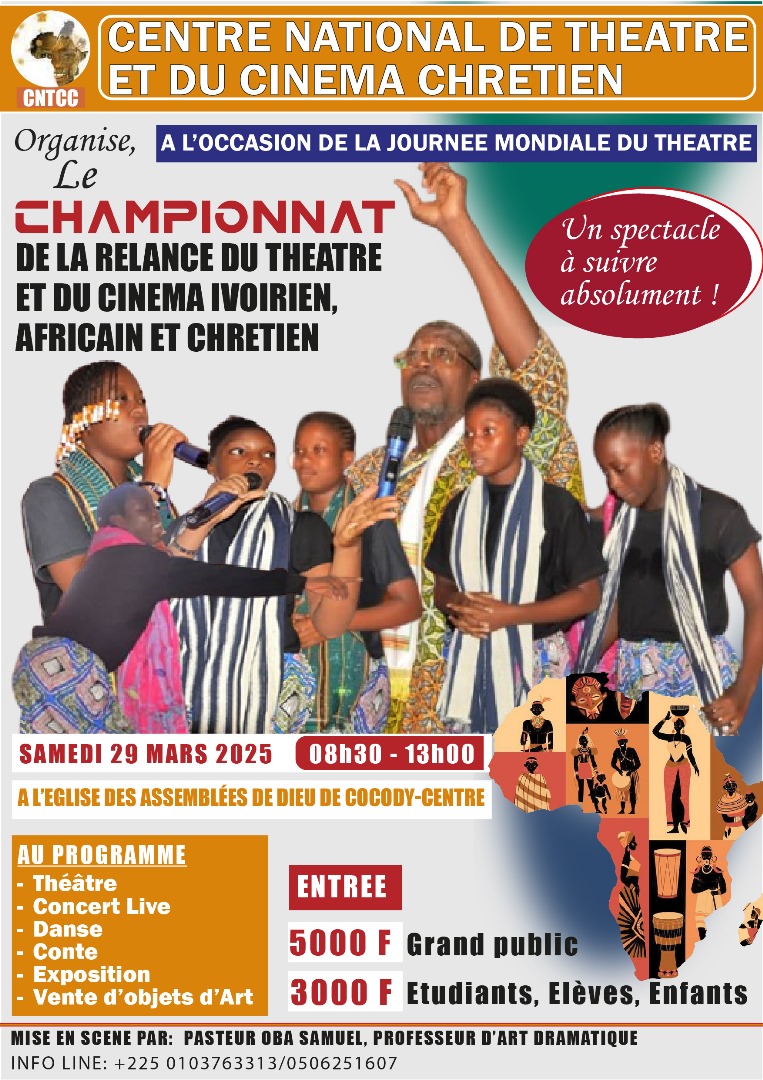 CENTRE NATIONAL DE THEATRE
ET DU CINEMA CHRETIEN
CNTCC
Organise,
A L'OCCASION DE LA JOURNEE MONDIALE DU THEATRE
Le
CHAMPIONNAT
DE LA RELANCE DU THEATRE
ET DU CINEMA IVOIRIEN,
AFRICAIN ET CHRETIEN
Un spectacle
à suivre
absolument !
SAMEDI 29 MARS 2025
08h30 - 13h00
A L'EGLISE DES ASSEMBLÉES DE DIEU DE COCODY-CENTRE
AU PROGRAMME
- Théâtre
- Concert Live
- Danse
- Conte
- Exposition
- Vente d'objets d'Art
ENTREE
5000 F Grand public
3000 F Etudiants, Elèves, Enfants
MISE EN SCENE PAR: PASTEUR OBA SAMUEL, PROFESSEUR D'ART DRAMATIQUE
INFO LINE: +225 0103763313/0506251607